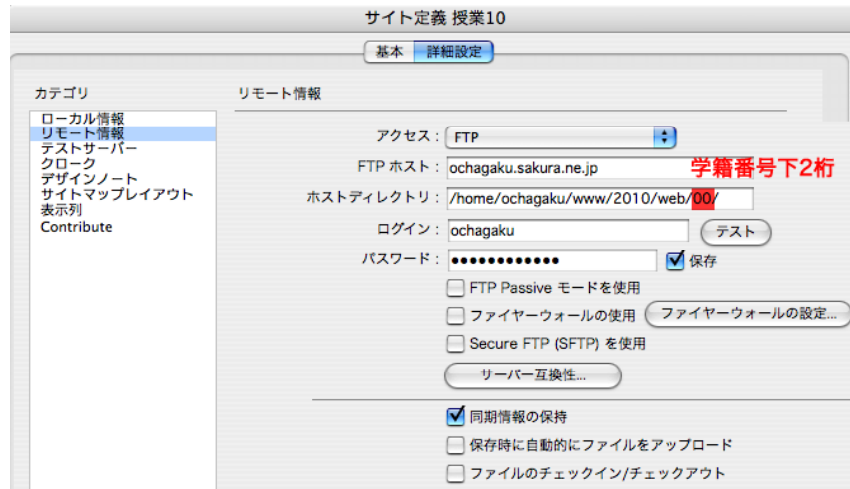 サイト定義 授業10
基本 詳細設定
カテゴリ
ローカル情報
リモート情報
テストサーバー
クローク
デザインノート
サイトマップレイアウト
表示列
Contribute
リモート情報
アクセス : FTP
FTP ホスト : ochagaku.sakura.ne.jp
学籍番号下2桁
ホストディレクトリ : /home/ochagaku/www/2010/web/00/
ログイン : ochagaku テスト
パスワード : ●●●●●●●●●●●● 保存
FTP Passive モードを使用
ファイヤーウォールの使用 ファイヤーウォールの設定...
Secure FTP (SFTP) を使用
サーバー互換性...
同期情報の保持
保存時に自動的にファイルをアップロード
ファイルのチェックイン/チェックアウト